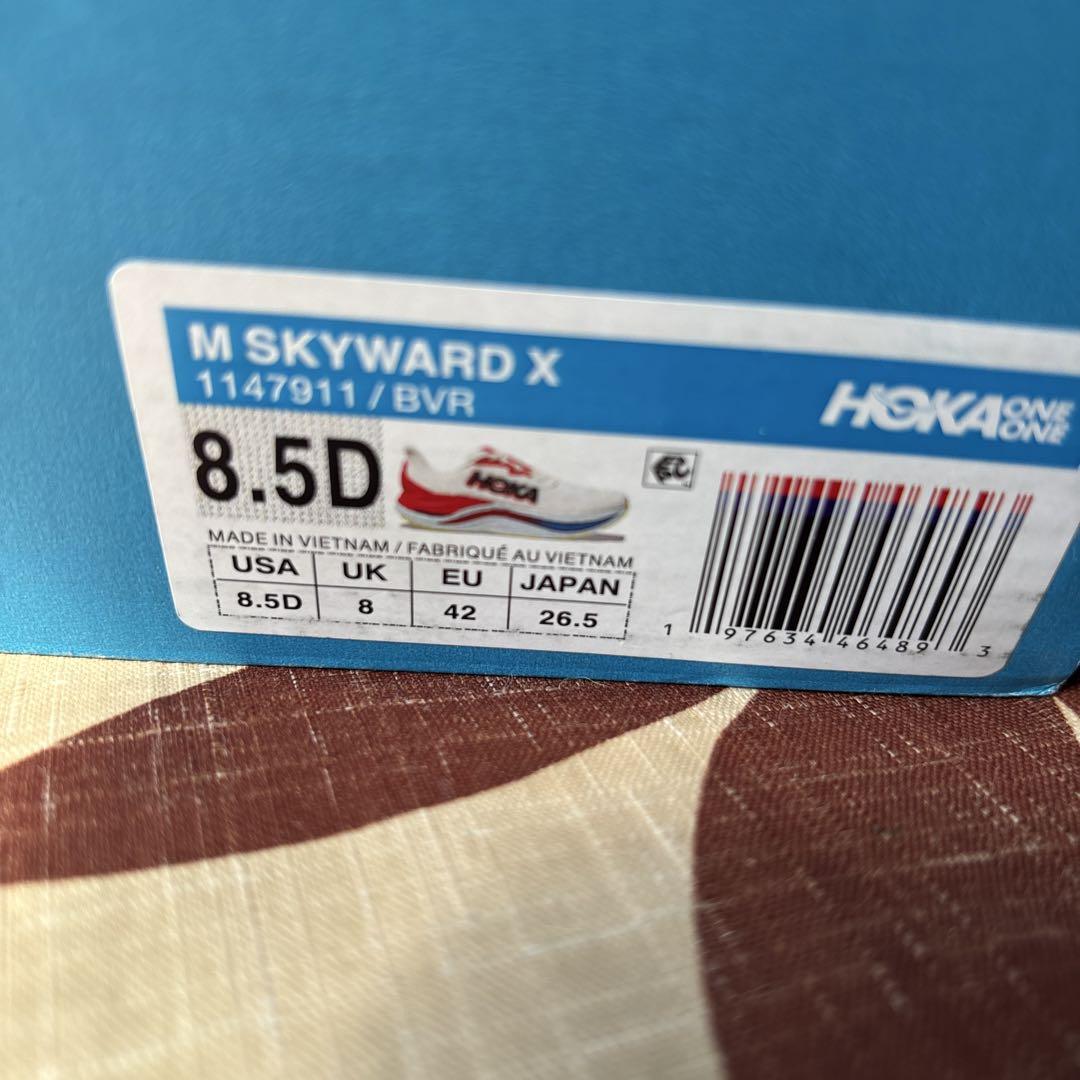 M SKYWARD X
1147911 / BVR
HOKA ONE ONE
8.5D
HOKA
MADE IN VIETNAM / FABRIQUÉ AU VIETNAM
USA UK EU JAPAN
8.5D 8 42 26.5
1 97634 46489 3